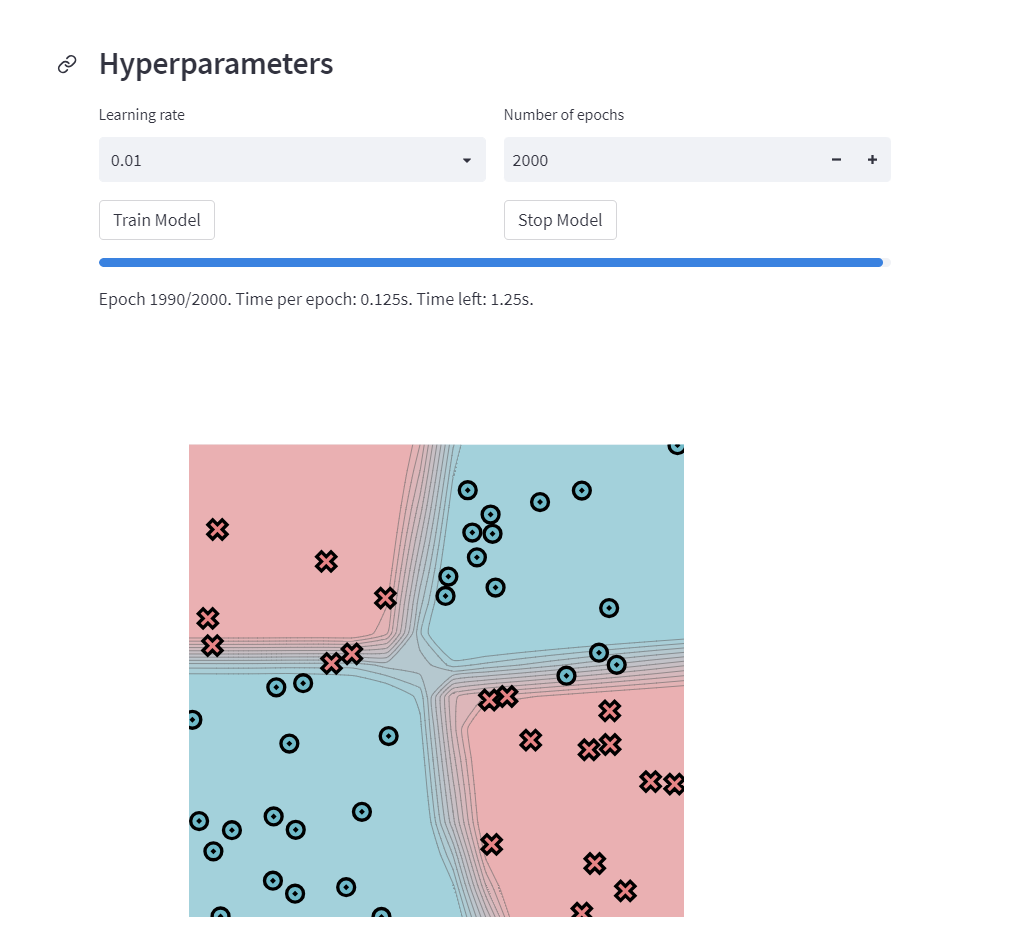 Hyperparameters
Learning rate
Number of epochs
0.01
2000
Train Model
Stop Model
Epoch 1990/2000. Time per epoch: 0.125s. Time left: 1.25s.